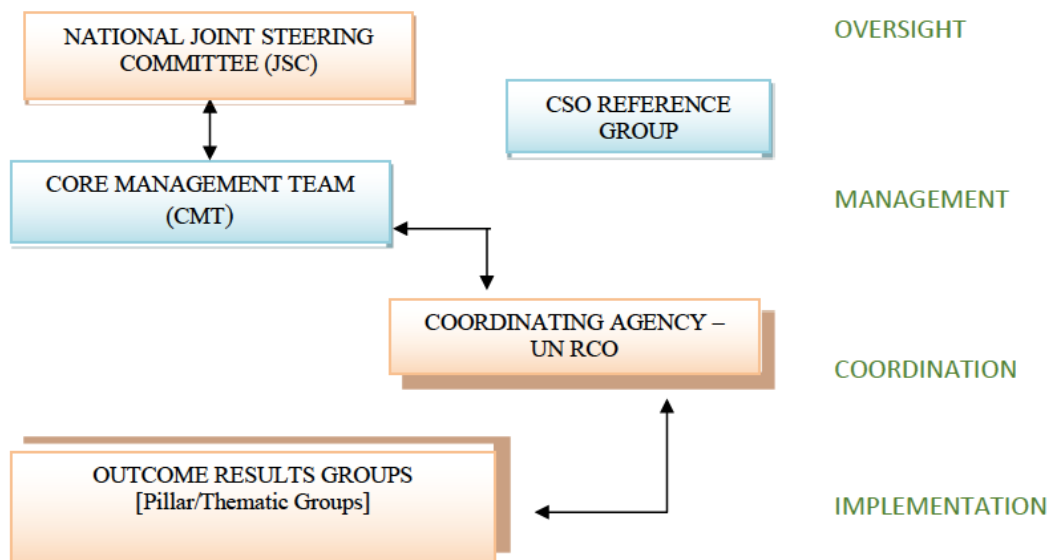 NATIONAL JOINT STEERING
COMMITTEE (JSC)
OVERSIGHT
CSO REFERENCE
GROUP
CORE MANAGEMENT TEAM
(CMT)
MANAGEMENT
COORDINATING AGENCY –
UN RCO
COORDINATION
OUTCOME RESULTS GROUPS
[Pillar/Thematic Groups]
IMPLEMENTATION